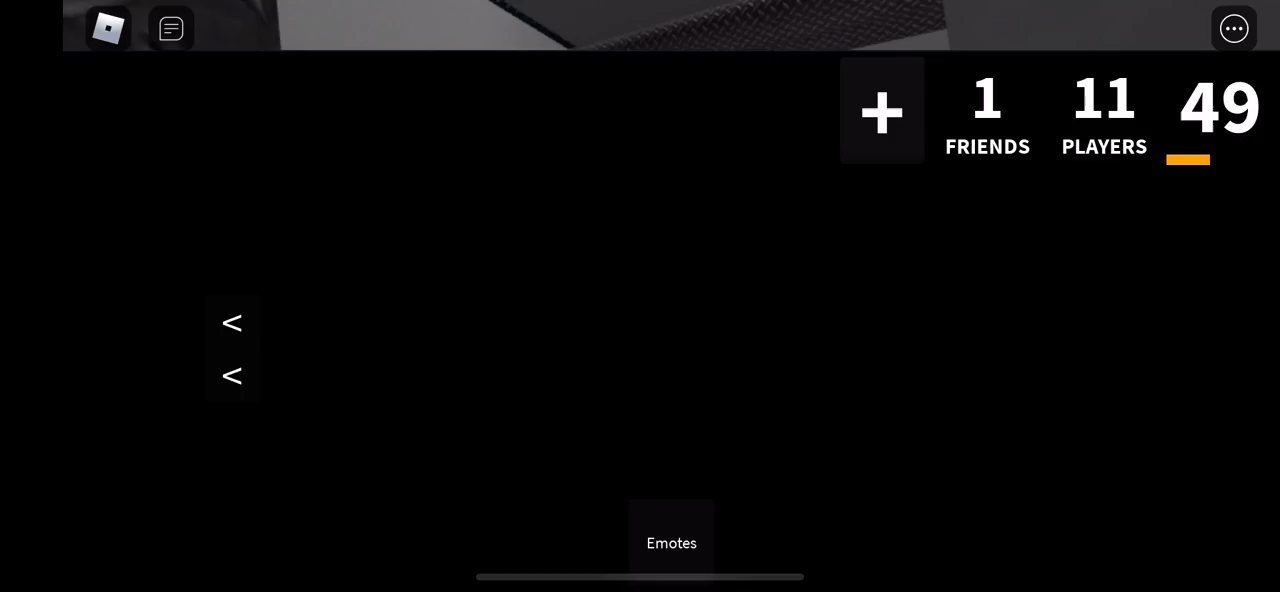 +
1
11
49
FRIENDS
PLAYERS
<
<
Emotes